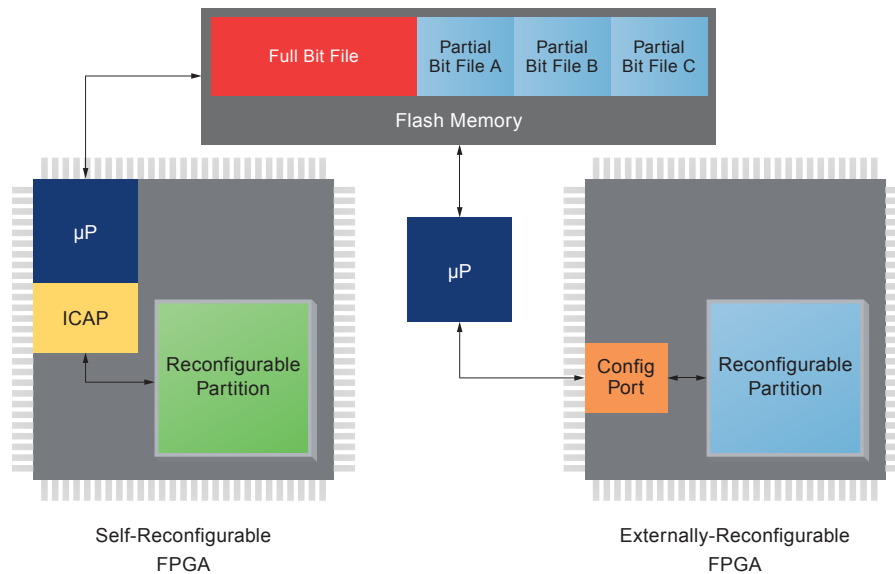 Full Bit File
Partial
Bit File A
Partial
Bit File B
Partial
Bit File C
Flash Memory
µP
ICAP
Reconfigurable
Partition
µP
Config
Port
Reconfigurable
Partition
Self-Reconfigurable
FPGA
Externally-Reconfigurable
FPGA